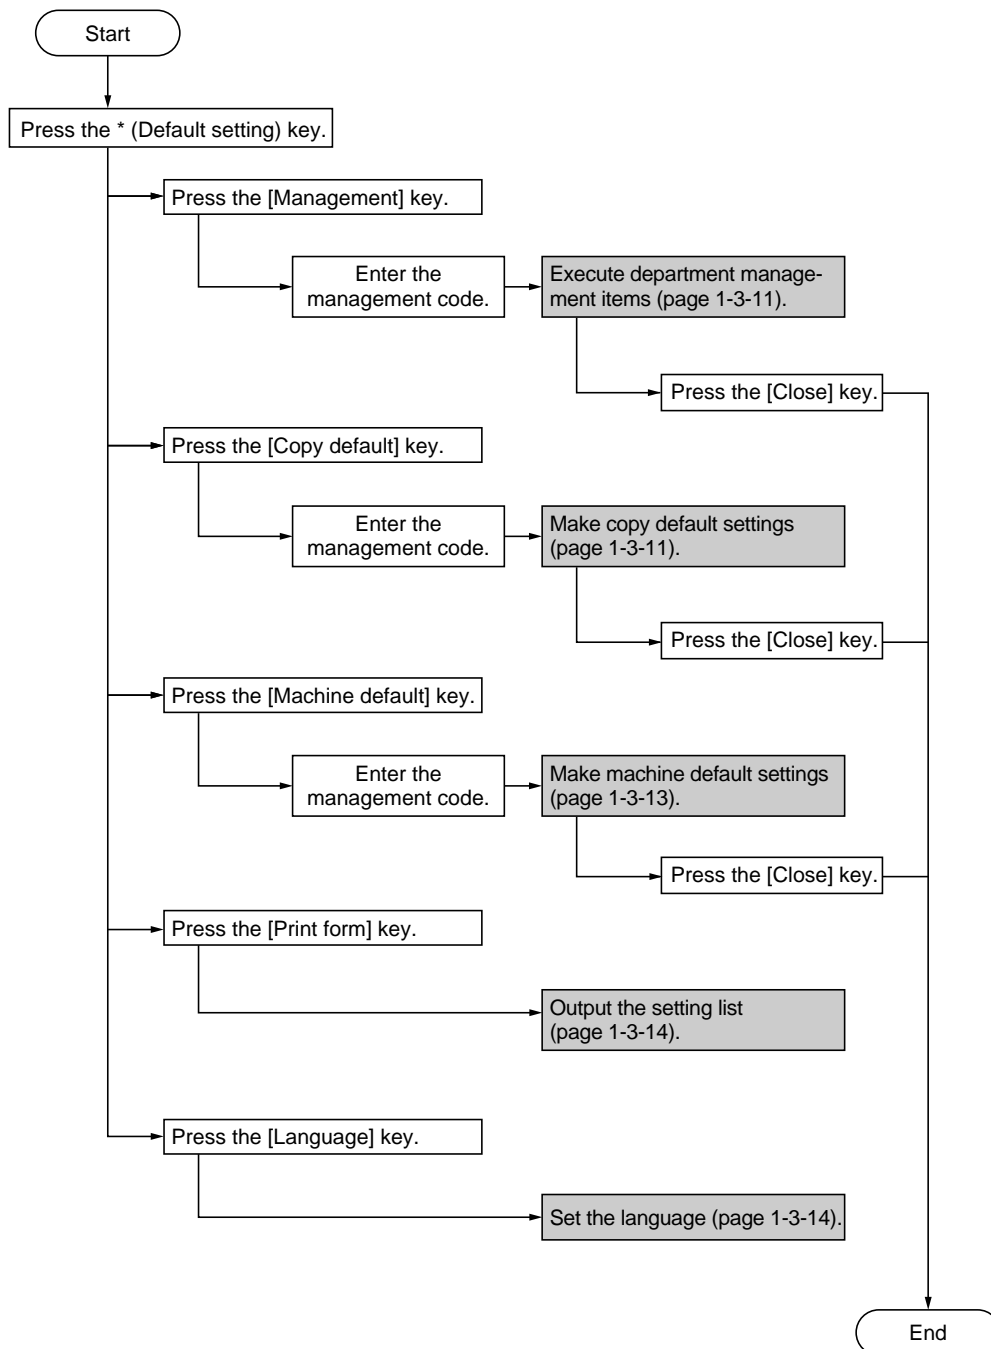 Start
Press the * (Default setting) key.
Press the [Management] key.
Enter the
management code.
Execute department manage-
ment items (page 1-3-11).
Press the [Close] key.
Press the [Copy default] key.
Enter the
management code.
Make copy default settings
(page 1-3-11).
Press the [Close] key.
Press the [Machine default] key.
Enter the
management code.
Make machine default settings
(page 1-3-13).
Press the [Close] key.
Press the [Print form] key.
Output the setting list
(page 1-3-14).
Press the [Language] key.
Set the language (page 1-3-14).
End